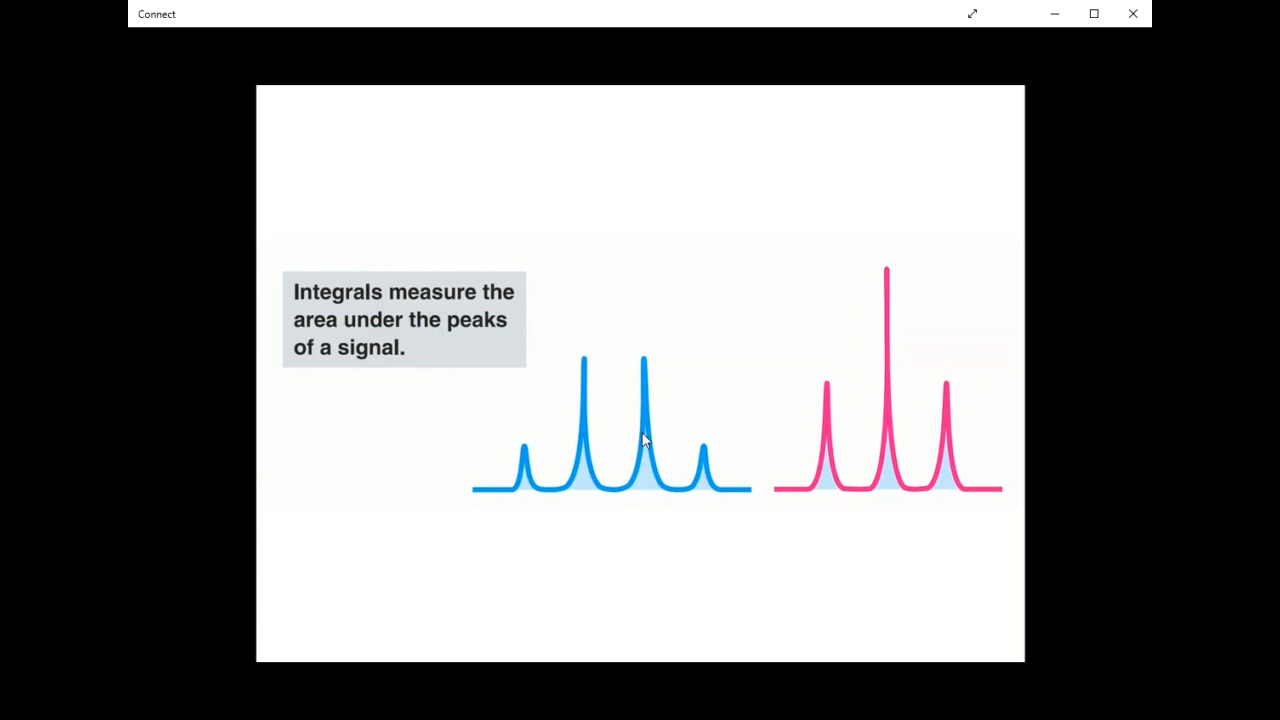 Connect
Integrals measure the
area under the peaks
of a signal.